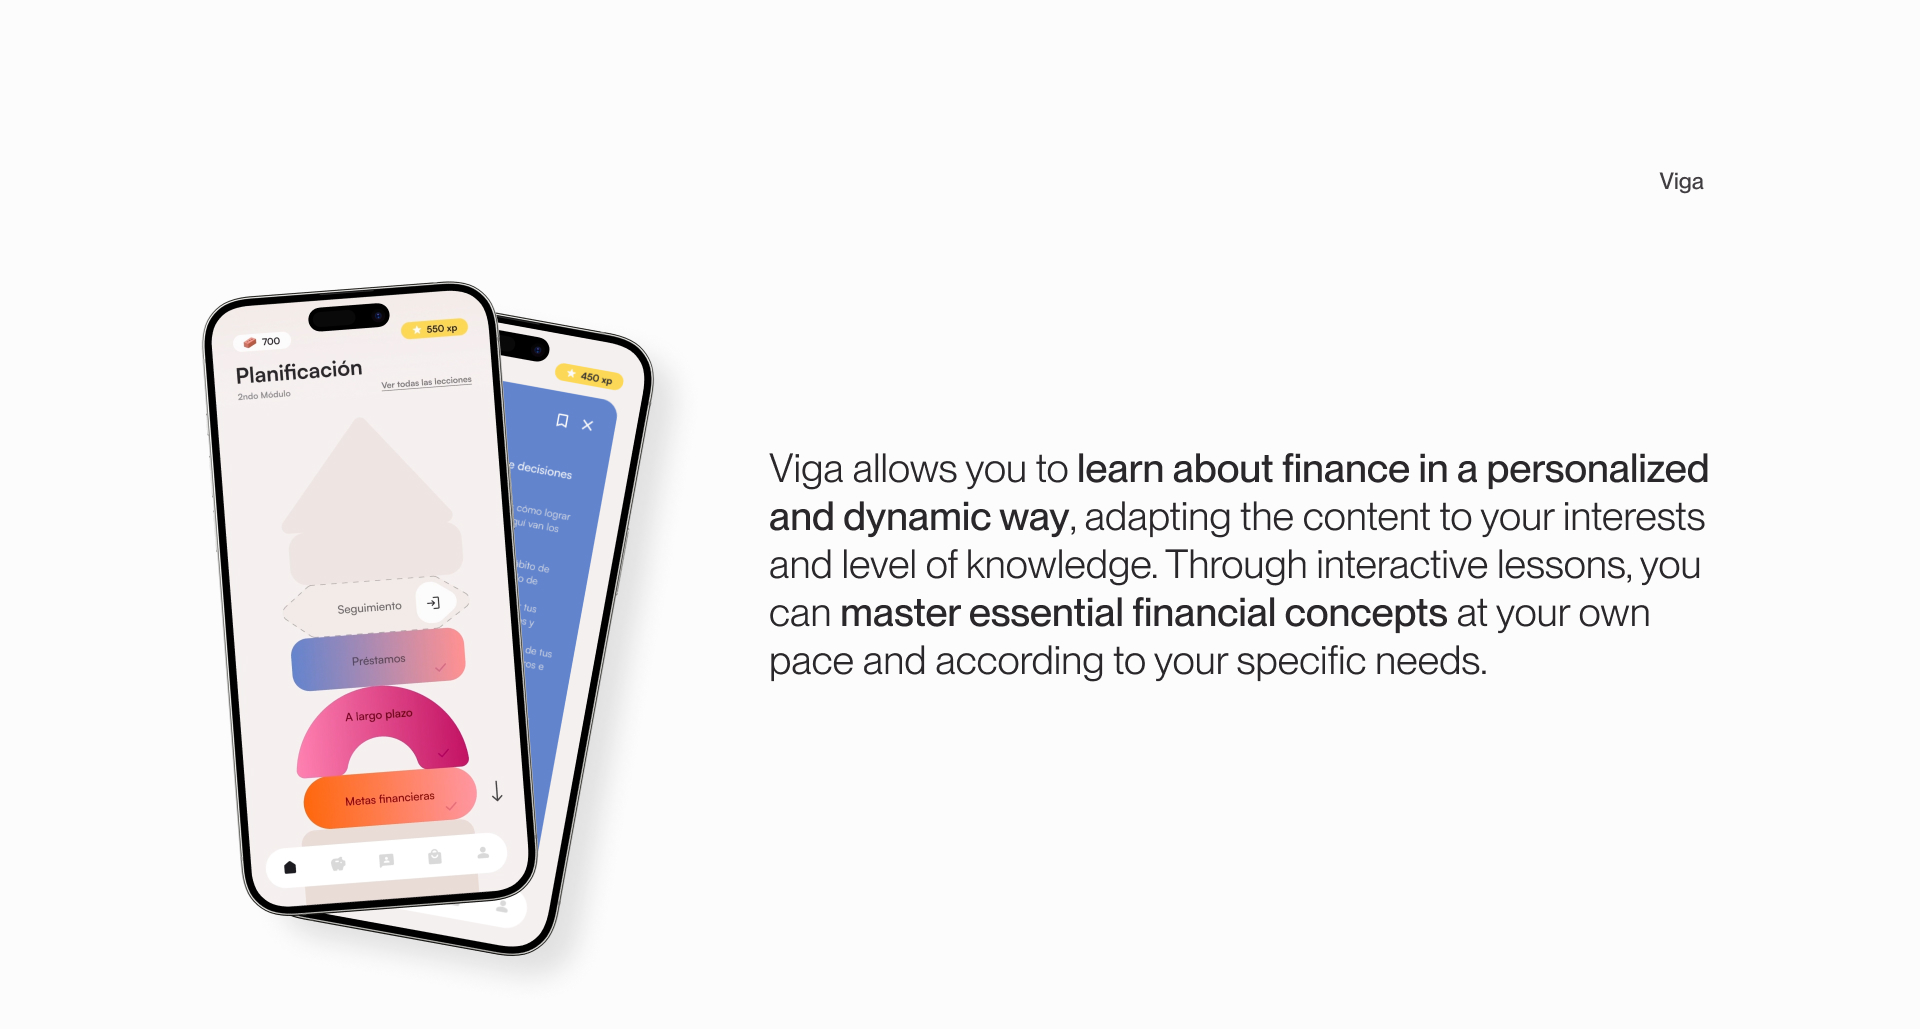 Viga
700
550 xp
Planificación
Ver todas las lecciones
2ndo Módulo
Seguimiento
Préstamos
A largo plazo
Metas financieras
450 xp
decisiones
cómo lograr
van los
de
de
tus
y
de tus
e
Viga allows you to learn about finance in a personalized
and dynamic way, adapting the content to your interests
and level of knowledge. Through interactive lessons, you
can master essential financial concepts at your own
pace and according to your specific needs.